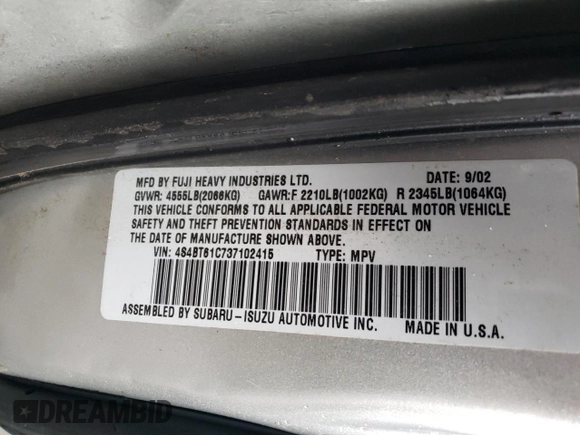 MFD BY FUJI HEAVY INDUSTRIES LTD. DATE: 9/02
GVWR: 4555LB(2066KG) GAWR:F 2210LB(1002KG) R 2345LB(1064KG)
THIS VEHICLE CONFORMS TO ALL APPLICABLE FEDERAL MOTOR VEHICLE
SAFETY AND THEFT PREVENTION STANDARDS IN EFFECT ON
THE DATE OF MANUFACTURE SHOWN ABOVE.
VIN: 4S4BT61C737102415 TYPE: MPV
ASSEMBLED BY SUBARU-ISUZU AUTOMOTIVE INC. MADE IN U.S.A.
DREAMBID